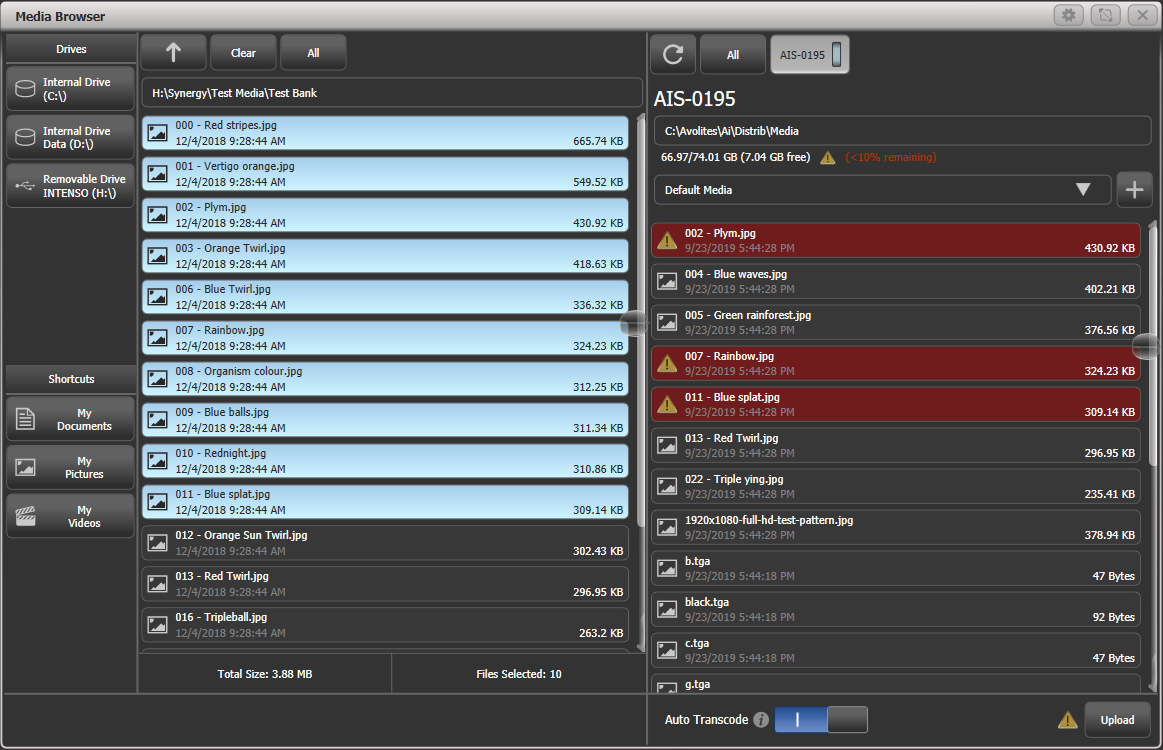 Media Browser
Drives
Internal Drive
(C:\)
Internal Drive
Data (D:\)
Removable Drive
INTENSO (H:\)
Shortcuts
My
Documents
My
Pictures
My
Videos
Clear
All
H:\Synergy\Test Media\Test Bank
000 - Red stripes.jpg
12/4/2018 9:28:44 AM
665.74 KB
001 - Vertigo orange.jpg
12/4/2018 9:28:44 AM
549.52 KB
002 - Plym.jpg
12/4/2018 9:28:44 AM
430.92 KB
003 - Orange Twirl.jpg
12/4/2018 9:28:44 AM
418.63 KB
006 - Blue Twirl.jpg
12/4/2018 9:28:44 AM
336.32 KB
007 - Rainbow.jpg
12/4/2018 9:28:44 AM
324.23 KB
008 - Organism colour.jpg
12/4/2018 9:28:44 AM
312.25 KB
009 - Blue balls.jpg
12/4/2018 9:28:44 AM
311.34 KB
010 - Rednight.jpg
12/4/2018 9:28:44 AM
310.86 KB
011 - Blue splat.jpg
12/4/2018 9:28:44 AM
309.14 KB
012 - Orange Sun Twirl.jpg
12/4/2018 9:28:44 AM
302.43 KB
013 - Red Twirl.jpg
12/4/2018 9:28:44 AM
296.95 KB
016 - Tripleball.jpg
12/4/2018 9:28:44 AM
263.2 KB
Total Size: 3.88 MB
Files Selected: 10
All
AIS-0195
AIS-0195
C:\Avolites\Ai\Distrib\Media
66.97/74.01 GB (7.04 GB free)
(<10% remaining)
Default Media
002 - Plym.jpg
9/23/2019 5:44:28 PM
430.92 KB
004 - Blue waves.jpg
9/23/2019 5:44:28 PM
402.21 KB
005 - Green rainforest.jpg
9/23/2019 5:44:28 PM
376.56 KB
007 - Rainbow.jpg
9/23/2019 5:44:28 PM
324.23 KB
011 - Blue splat.jpg
9/23/2019 5:44:28 PM
309.14 KB
013 - Red Twirl.jpg
9/23/2019 5:44:28 PM
296.95 KB
022 - Triple ying.jpg
9/23/2019 5:44:28 PM
235.41 KB
1920x1080-full-hd-test-pattern.jpg
9/23/2019 5:44:28 PM
378.94 KB
b.tga
9/23/2019 5:44:18 PM
47 Bytes
black.tga
9/23/2019 5:44:18 PM
92 Bytes
c.tga
9/23/2019 5:44:18 PM
47 Bytes
g.tga
Auto Transcode
Upload